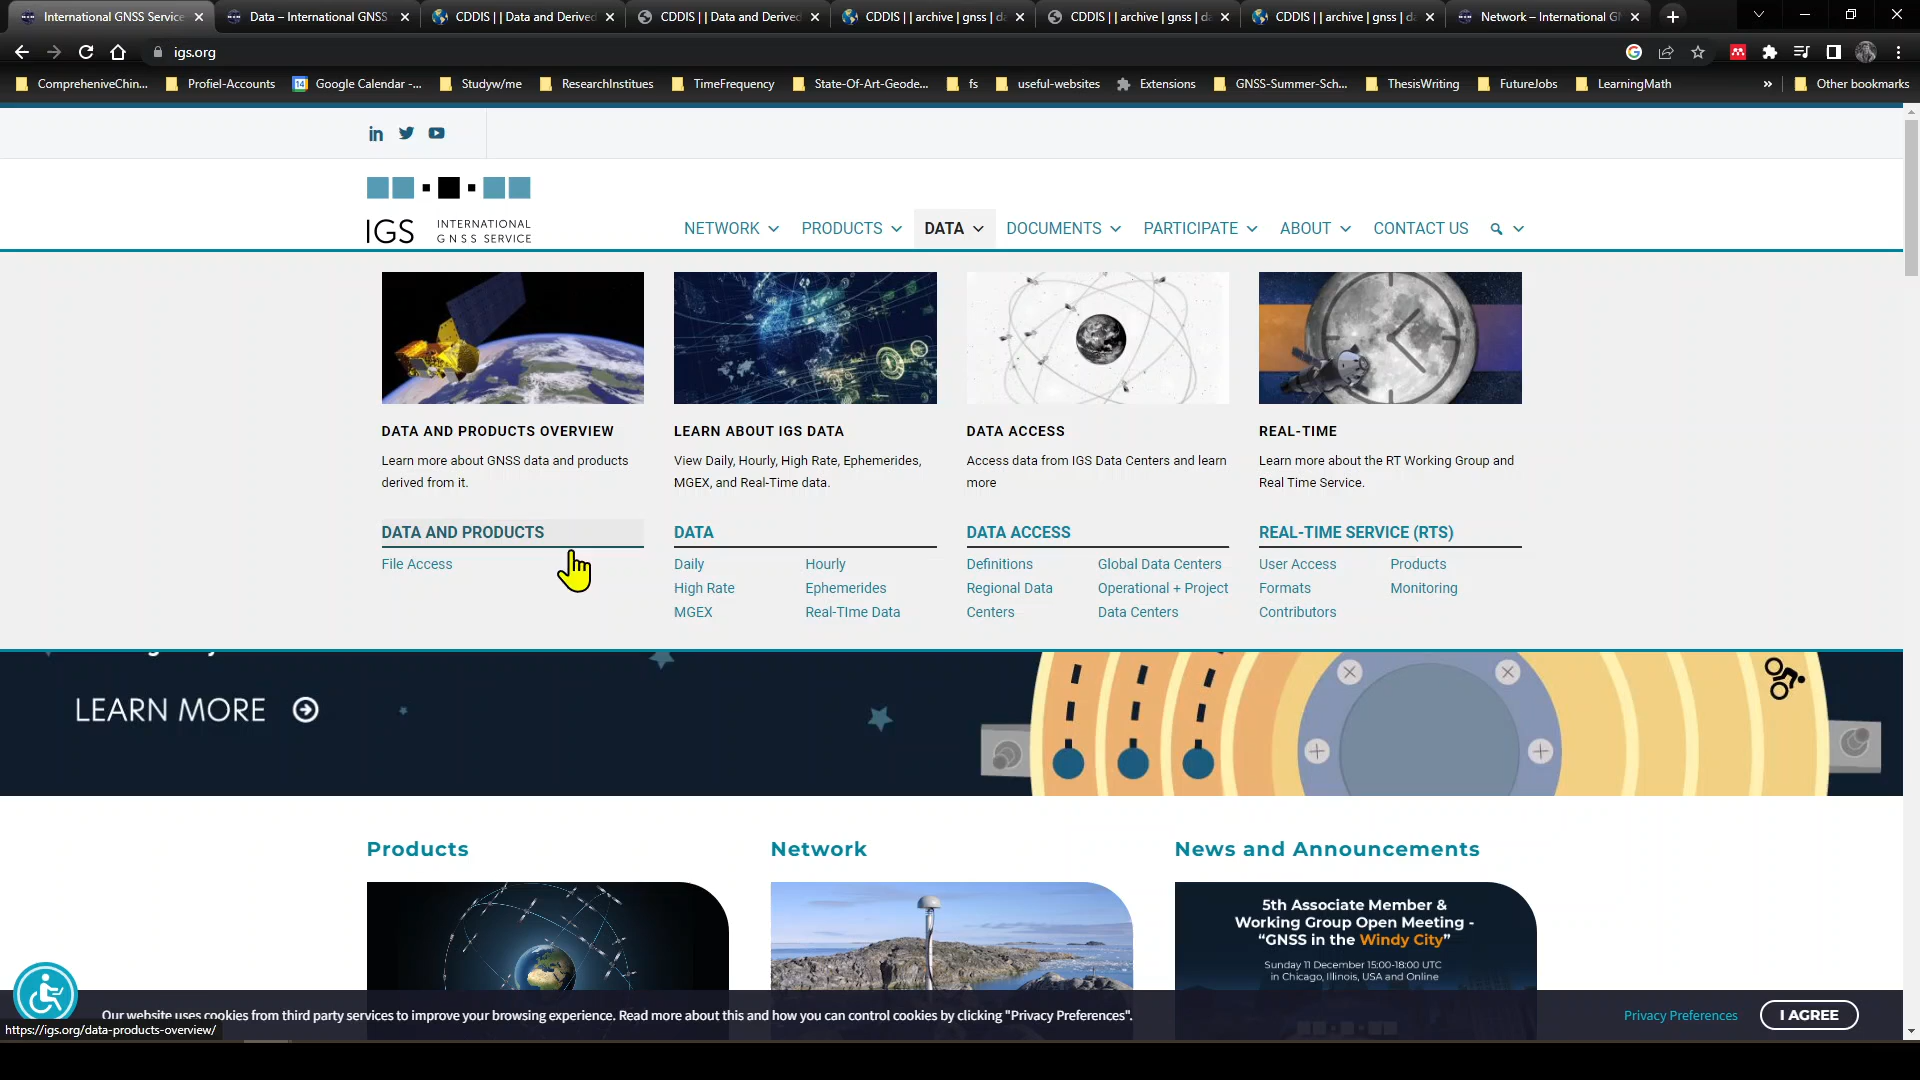 International GNSS Service
Data – International GNSS
CDDIS | | Data and Derived
CDDIS | | Data and Derived
CDDIS | | archive | gnss | da
CDDIS | | archive | gnss | da
CDDIS | | archive | gnss | da
Network – International G
igs.org
CompreheniveChin...
Profiel-Accounts
Google Calendar -...
Studyw/me
ResearchInstitues
TimeFrequency
State-Of-Art-Geode...
fs
useful-websites
Extensions
GNSS-Summer-Sch...
ThesisWriting
FutureJobs
LearningMath
»
Other bookmarks
IGS INTERNATIONAL
GNSS SERVICE
NETWORK
PRODUCTS
DATA
DOCUMENTS
PARTICIPATE
ABOUT
CONTACT US
DATA AND PRODUCTS OVERVIEW
Learn more about GNSS data and products
derived from it.
DATA AND PRODUCTS
File Access
LEARN ABOUT IGS DATA
View Daily, Hourly, High Rate, Ephemerides,
MGEX, and Real-Time data.
DATA
Daily
Hourly
High Rate
Ephemerides
MGEX
Real-TIme Data
DATA ACCESS
Access data from IGS Data Centers and learn
more
DATA ACCESS
Definitions
Regional Data
Centers
Global Data Centers
Operational + Project
Data Centers
REAL-TIME
Learn more about the RT Working Group and
Real Time Service.
REAL-TIME SERVICE (RTS)
User Access
Products
Formats
Monitoring
Contributors
LEARN MORE
Products
Network
News and Announcements
5th Associate Member &
Working Group Open Meeting -
“GNSS in the Windy City”
Sunday 11 December 15:00-18:00 UTC
in Chicago, Illinois, USA and Online
Our website uses cookies from third party services to improve your browsing experience. Read more about this and how you can control cookies by clicking "Privacy Preferences".
Privacy Preferences
I AGREE
https://igs.org/data-products-overview/